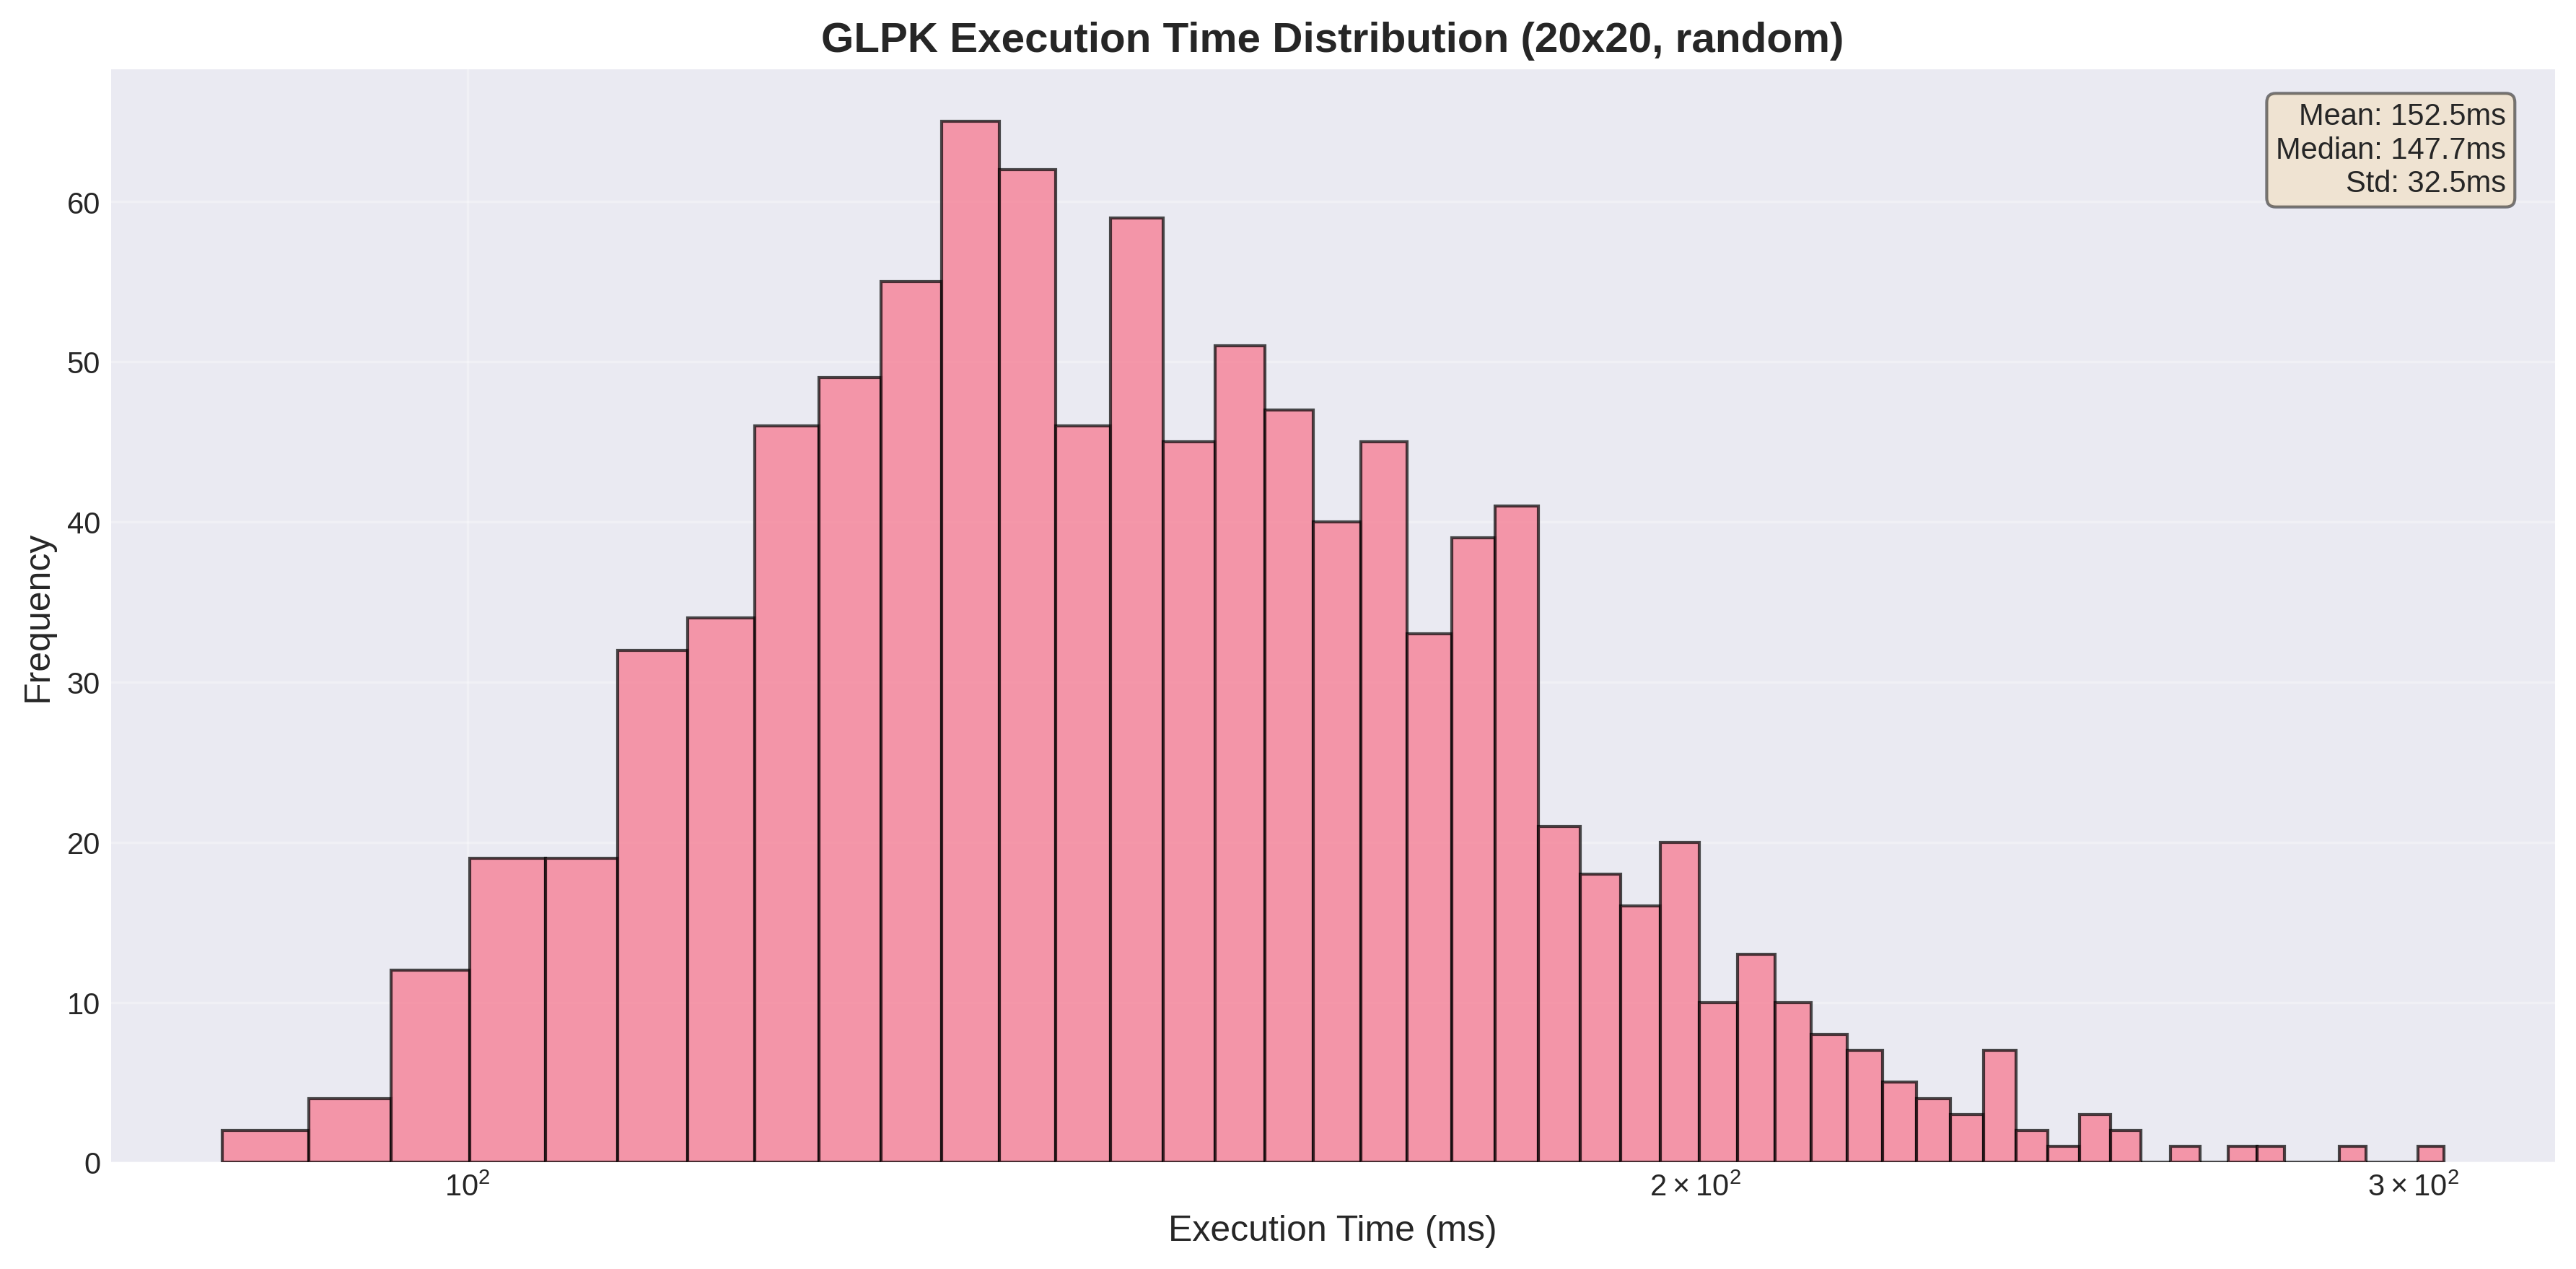 GLPK Execution Time Distribution (20x20, random)
Mean: 152.5ms
Median: 147.7ms
Std: 32.5ms
Frequency
60
50
40
30
20
10
0
10²
2 × 10²
3 × 10²
Execution Time (ms)